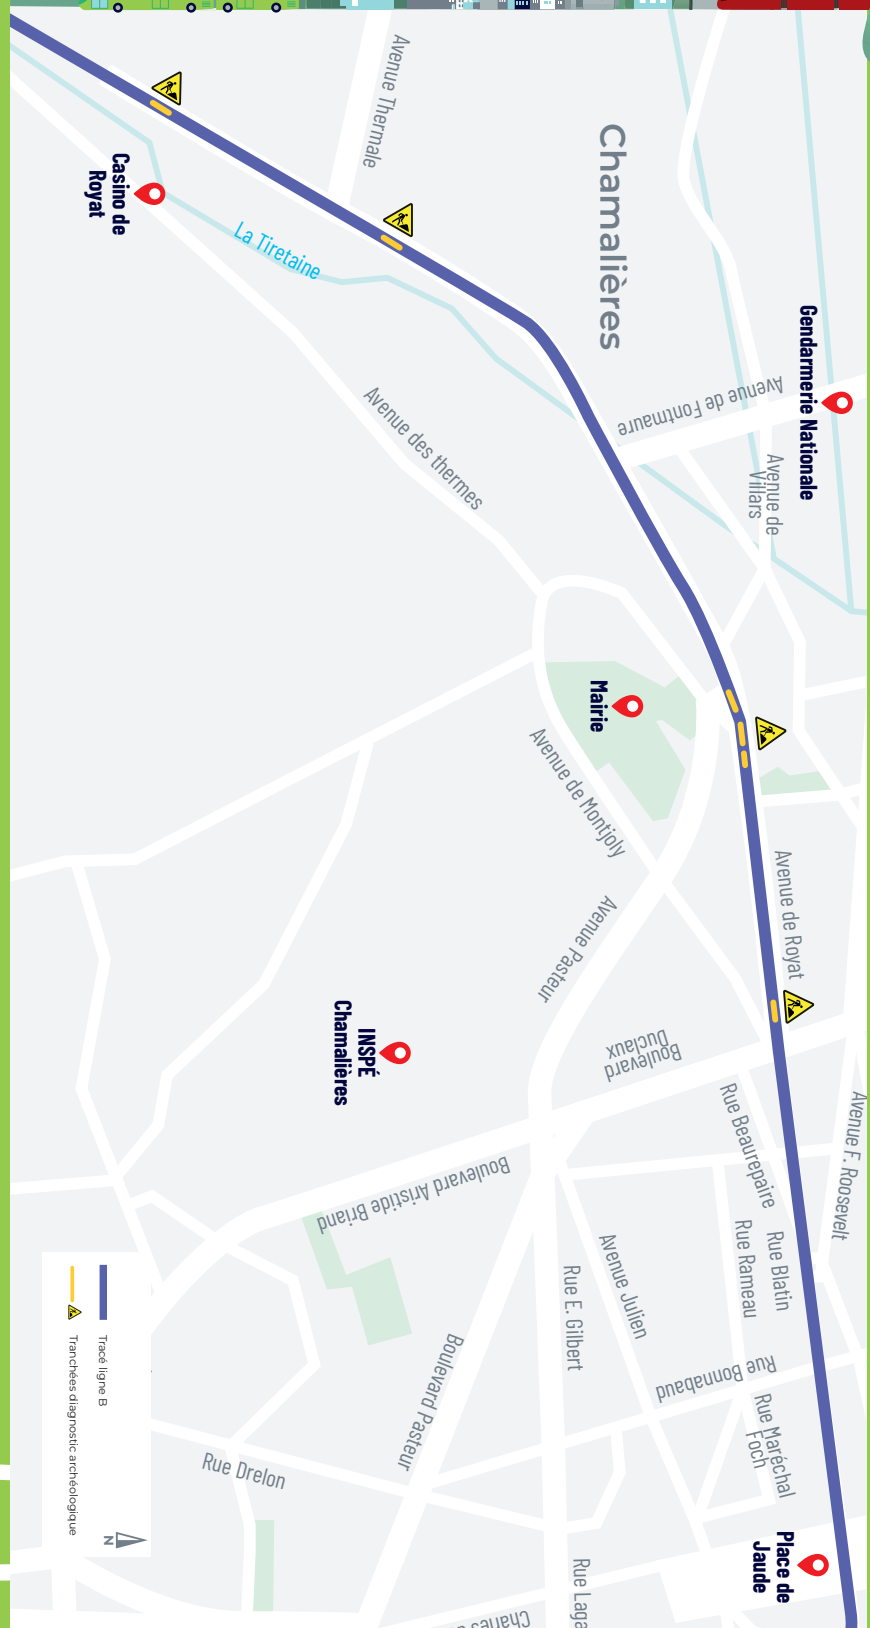 Chamalières
Avenue Thermale
Casino de
Royat
La Tiretaine
Gendarmerie Nationale
Avenue de Fontmaure
Avenue de
Villars
Avenue des thermes
Mairie
Avenue de Montjoly
Avenue de Royat
Avenue Pasteur
INSPÉ
Chamalières
Boulevard
Duclaux
Avenue F. Roosevelt
Rue Beaurepaire
Boulevard Aristide Briand
Rue Blatin
Rue Rameau
Avenue Julien
Rue E. Gilbert
Rue Bonnabaud
Boulevard Pasteur
Rue Maréchal
Foch
Rue Drelon
Place de
Jaude
Rue Laga
Charles
Tracé ligne B
Tranchées diagnostic archéologique
N